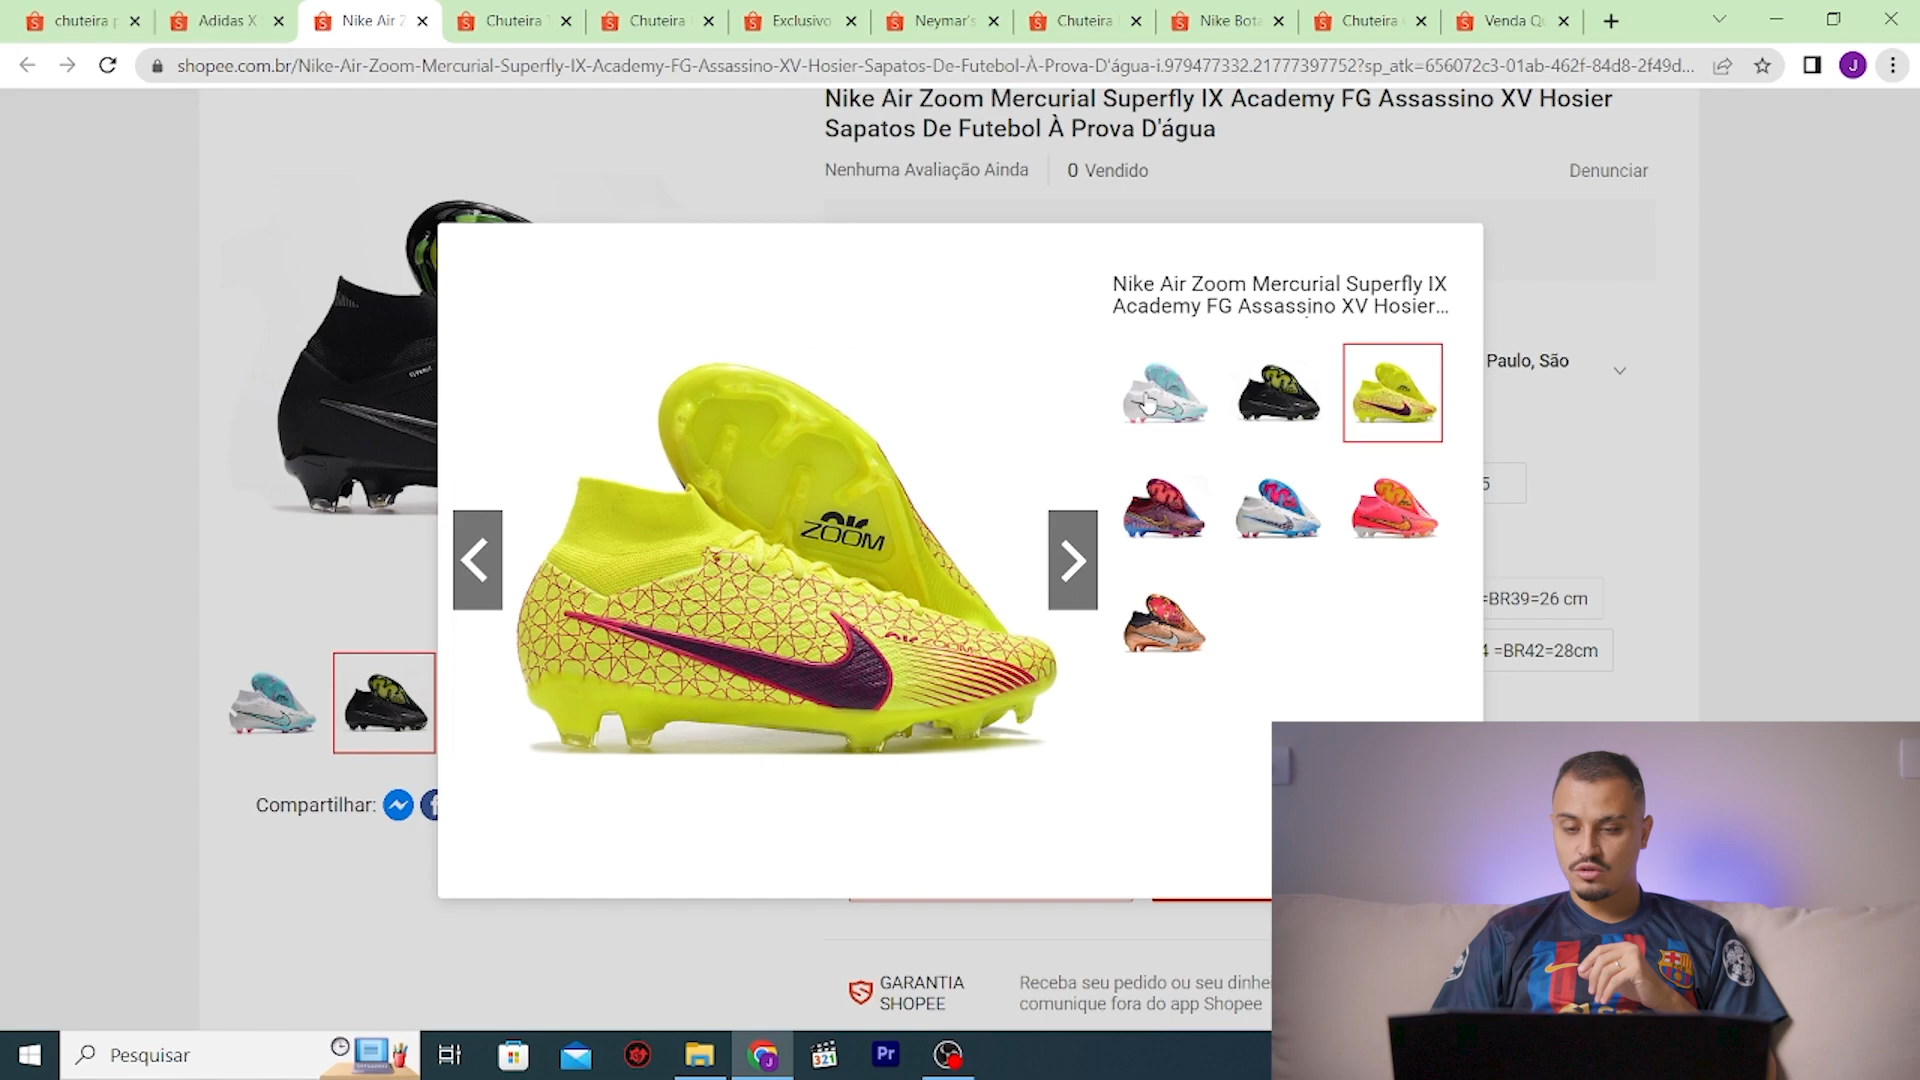 chuteira p
Adidas X
Nike Air Z
Chuteira T
Chuteira
Exclusivo
Neymar's
Chuteira
Nike Bota
Chuteira
Venda Q
shopee.com.br/Nike-Air-Zoom-Mercurial-Superfly-IX-Academy-FG-Assassino-XV-Hosier-Sapatos-De-Futebol-À-Prova-D'água-i.979477332.21777397752?sp_atk=656072c3-01ab-462f-84d8-2f49d...
J
Nike Air Zoom Mercurial Superfly IX Academy FG Assassino XV Hosier
Sapatos De Futebol À Prova D'água
Nenhuma Avaliação Ainda
0 Vendido
Denunciar
Nike Air Zoom Mercurial Superfly IX
Academy FG Assassino XV Hosier...
Paulo, São
5
ZOOM
=BR39=26 cm
4 =BR42=28cm
Compartilhar:
GARANTIA
SHOPEE
Receba seu pedido ou seu dinhe
comunique fora do app Shopee
Pesquisar
321
Pr